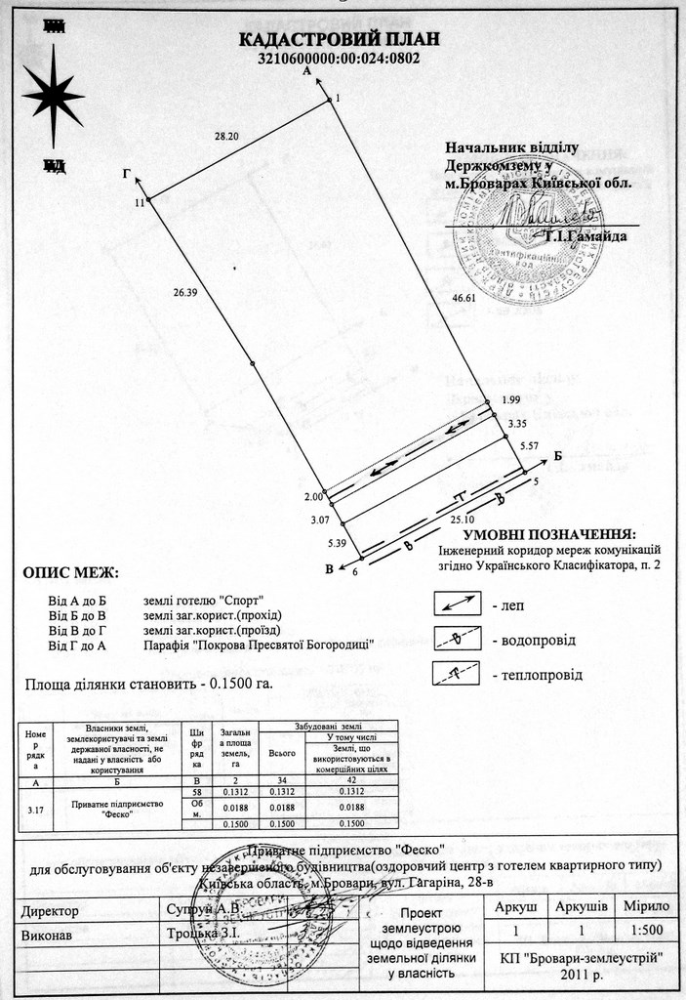 КАДАСТРОВИЙ ПЛАН
3210600000:00:024:0802
А
1
28.20
Г
11
Начальник відділу
Держкомзему у
м.Броварах Київської обл.
Т.І.Гамайда
26.39
46.61
1.99
3.35
5.57
Б
5
2.00
3.07
5.39
Т
25.10
В
В
В
6
УМОВНІ ПОЗНАЧЕННЯ:
Інженерний коридор мереж комунікацій
згідно Українського Класифікатора, п. 2
- леп
В
- водопровід
Т
- теплопровід
ОПИС МЕЖ:
Від А до Б землі готелю "Спорт"
Від Б до В землі заг.корист.(прохід)
Від В до Г землі заг.корист.(проїзд)
Від Г до А Парафія "Покрова Пресвятої Богородиці"
Площа ділянки становить - 0.1500 га.
Номе
р
рядк
а
Власники землі,
землекористувачі та землі
державної власності, не
надані у власність або
користування
Ши
фр
ряд
ка
Загальн
а площа
земель,
га
Забудовані землі
Всього
У тому числі
Землі, що
використовуються в
комерційних цілях
А Б В 2 34 42
3.17
Приватне підприємство
"Феско"
58 0.1312 0.1312 0.1312
Об
м.
0.0188 0.0188 0.0188
0.1500 0.1500 0.1500
Приватне підприємство "Феско"
для обслуговування об'єкту незавершеного будівництва(оздоровчий центр з готелем квартирного типу)
Київська область, м.Бровари, вул. Гагаріна, 28-в
Директор Супрун А.В.
Виконав Троцька З.І.
Проект
землеустрою
щодо відведення
земельної ділянки
у власність
Аркуш Аркушів Мірило
1 1 1:500
КП "Бровари-землеустрій"
2011 р.